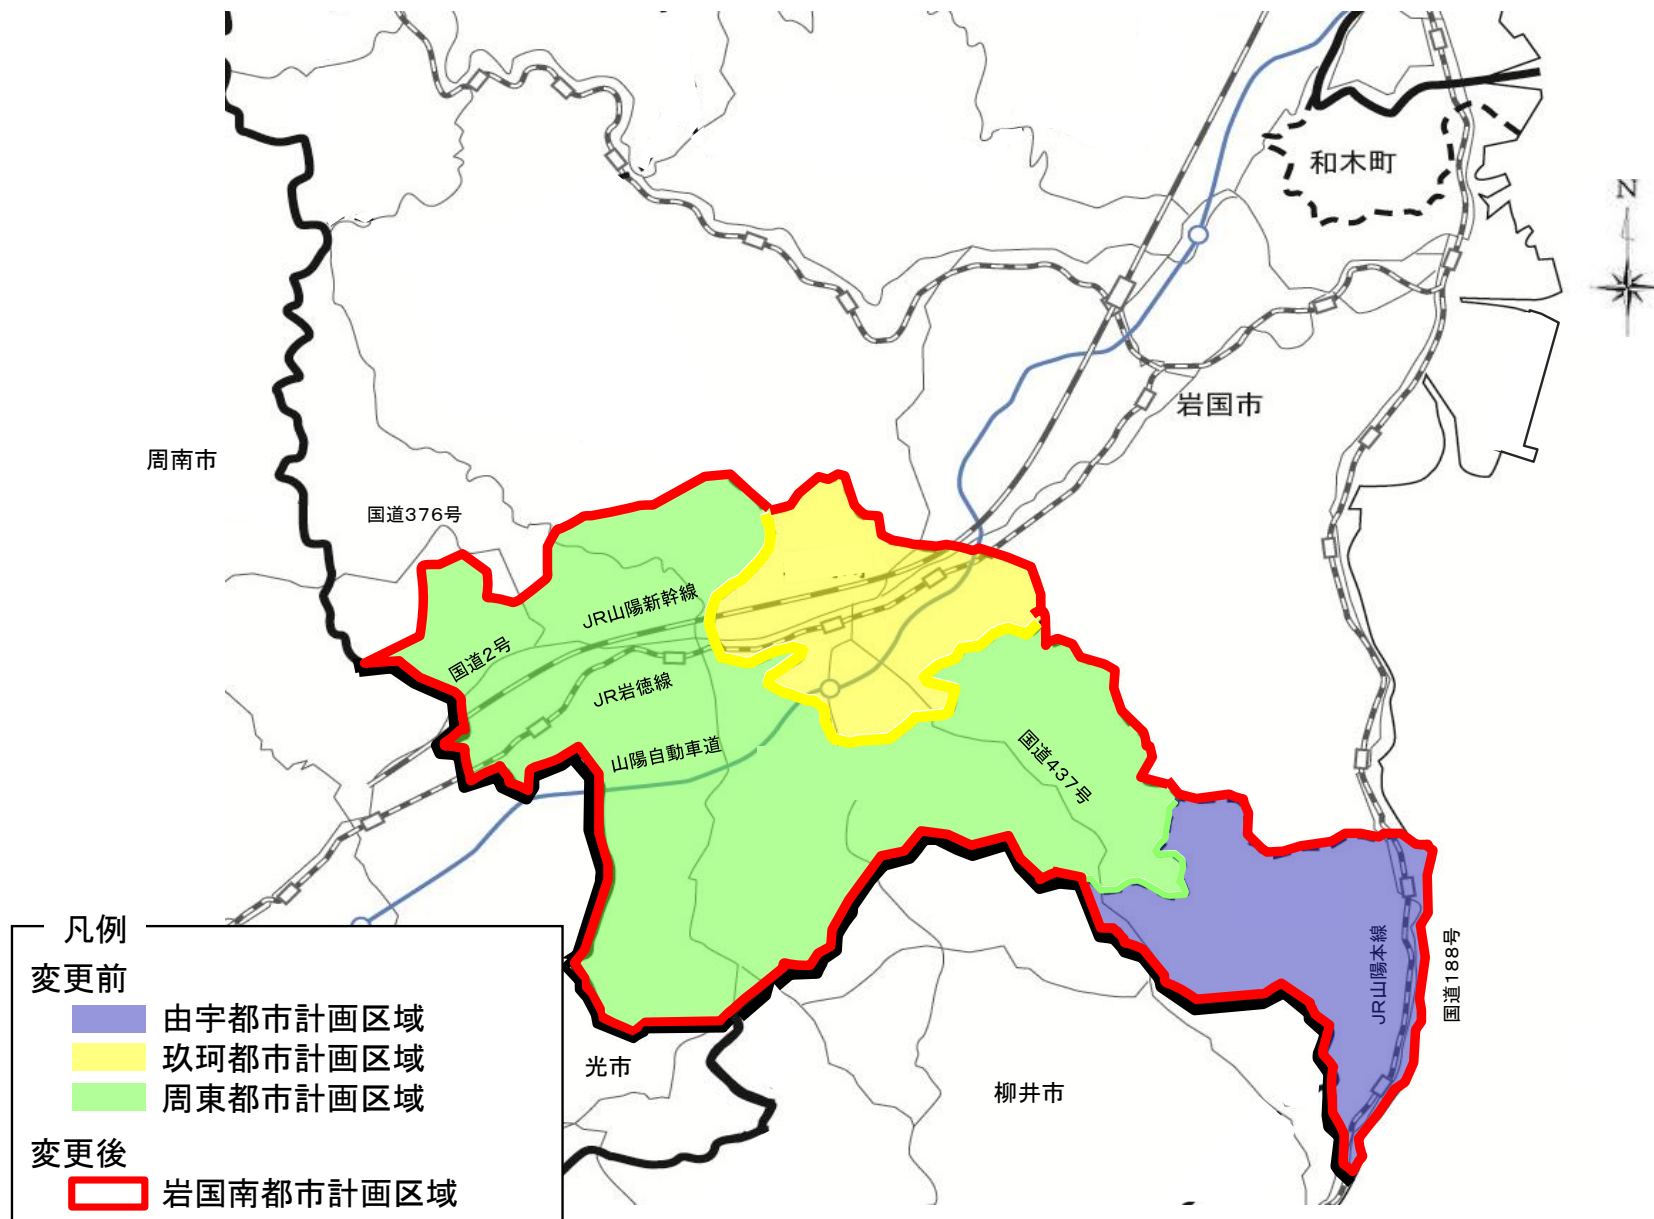 和木町
N
岩国市
周南市
国道376号
JR山陽新幹線
国道2号
JR岩徳線
山陽自動車道
国道437号
JR山陽本線
国道188号
光市
柳井市
凡例
変更前
由宇都市計画区域
玖珂都市計画区域
周東都市計画区域
変更後
岩国南都市計画区域